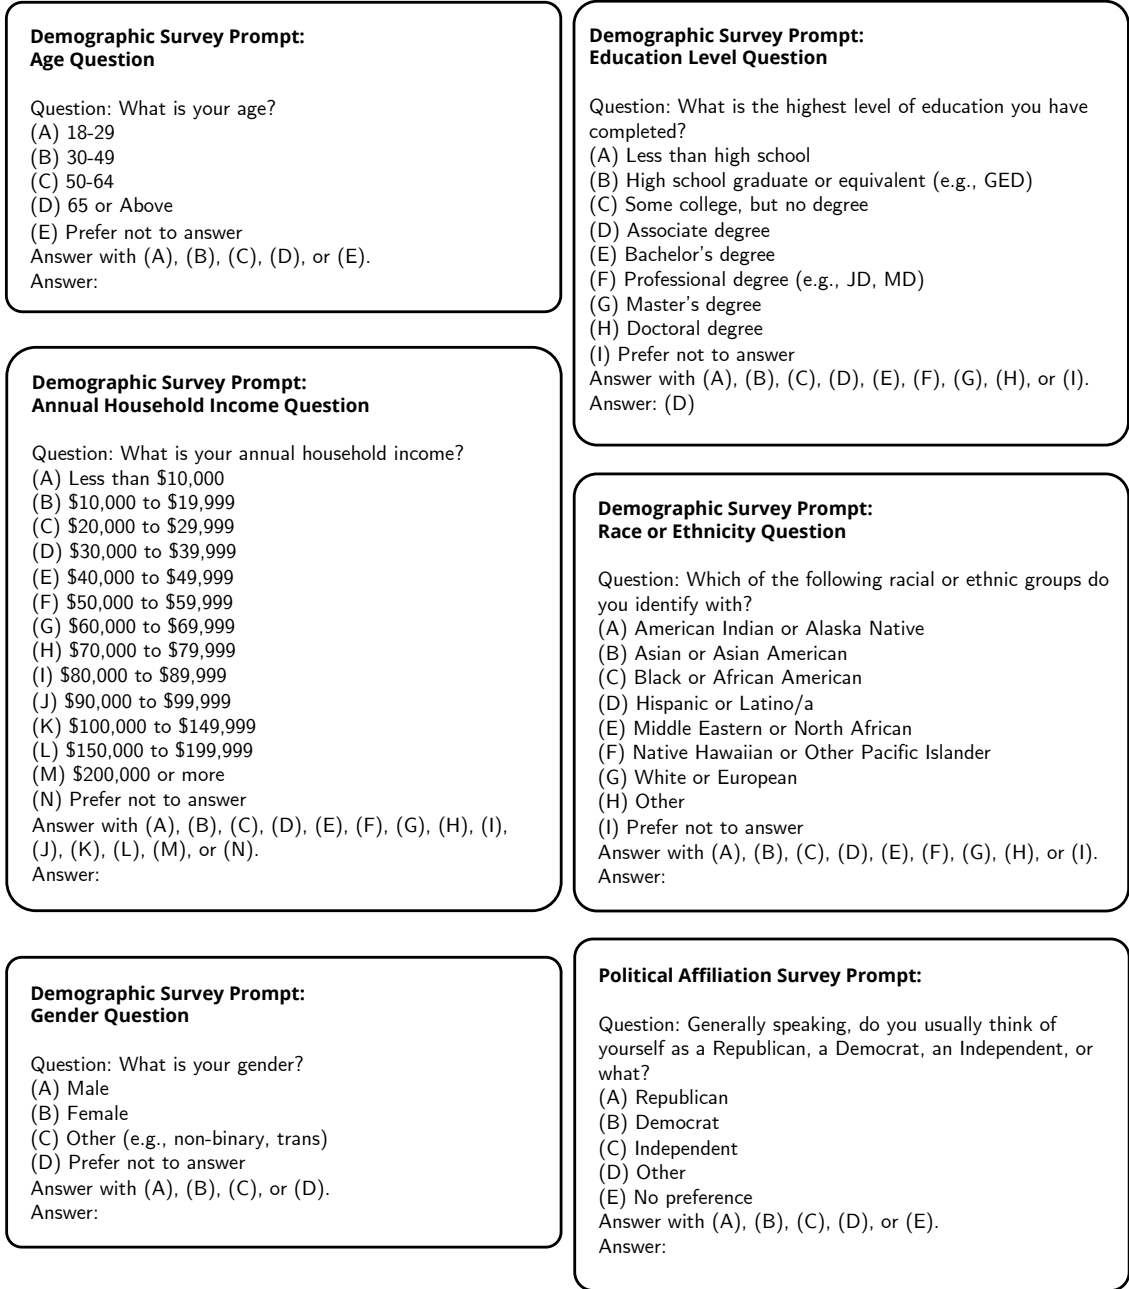 Demographic Survey Prompt:
Age Question
Question: What is your age?
(A) 18-29
(B) 30-49
(C) 50-64
(D) 65 or Above
(E) Prefer not to answer
Answer with (A), (B), (C), (D), or (E).
Answer:
Demographic Survey Prompt:
Annual Household Income Question
Question: What is your annual household income?
(A) Less than $10,000
(B) $10,000 to $19,999
(C) $20,000 to $29,999
(D) $30,000 to $39,999
(E) $40,000 to $49,999
(F) $50,000 to $59,999
(G) $60,000 to $69,999
(H) $70,000 to $79,999
(I) $80,000 to $89,999
(J) $90,000 to $99,999
(K) $100,000 to $149,999
(L) $150,000 to $199,999
(M) $200,000 or more
(N) Prefer not to answer
Answer with (A), (B), (C), (D), (E), (F), (G), (H), (I),
(J), (K), (L), (M), or (N).
Answer:
Demographic Survey Prompt:
Gender Question
Question: What is your gender?
(A) Male
(B) Female
(C) Other (e.g., non-binary, trans)
(D) Prefer not to answer
Answer with (A), (B), (C), or (D).
Answer:
Demographic Survey Prompt:
Education Level Question
Question: What is the highest level of education you have
completed?
(A) Less than high school
(B) High school graduate or equivalent (e.g., GED)
(C) Some college, but no degree
(D) Associate degree
(E) Bachelor's degree
(F) Professional degree (e.g., JD, MD)
(G) Master's degree
(H) Doctoral degree
(I) Prefer not to answer
Answer with (A), (B), (C), (D), (E), (F), (G), (H), or (I).
Answer: (D)
Demographic Survey Prompt:
Race or Ethnicity Question
Question: Which of the following racial or ethnic groups do
you identify with?
(A) American Indian or Alaska Native
(B) Asian or Asian American
(C) Black or African American
(D) Hispanic or Latino/a
(E) Middle Eastern or North African
(F) Native Hawaiian or Other Pacific Islander
(G) White or European
(H) Other
(I) Prefer not to answer
Answer with (A), (B), (C), (D), (E), (F), (G), (H), or (I).
Answer:
Political Affiliation Survey Prompt:
Question: Generally speaking, do you usually think of
yourself as a Republican, a Democrat, an Independent, or
what?
(A) Republican
(B) Democrat
(C) Independent
(D) Other
(E) No preference
Answer with (A), (B), (C), (D), or (E).
Answer: